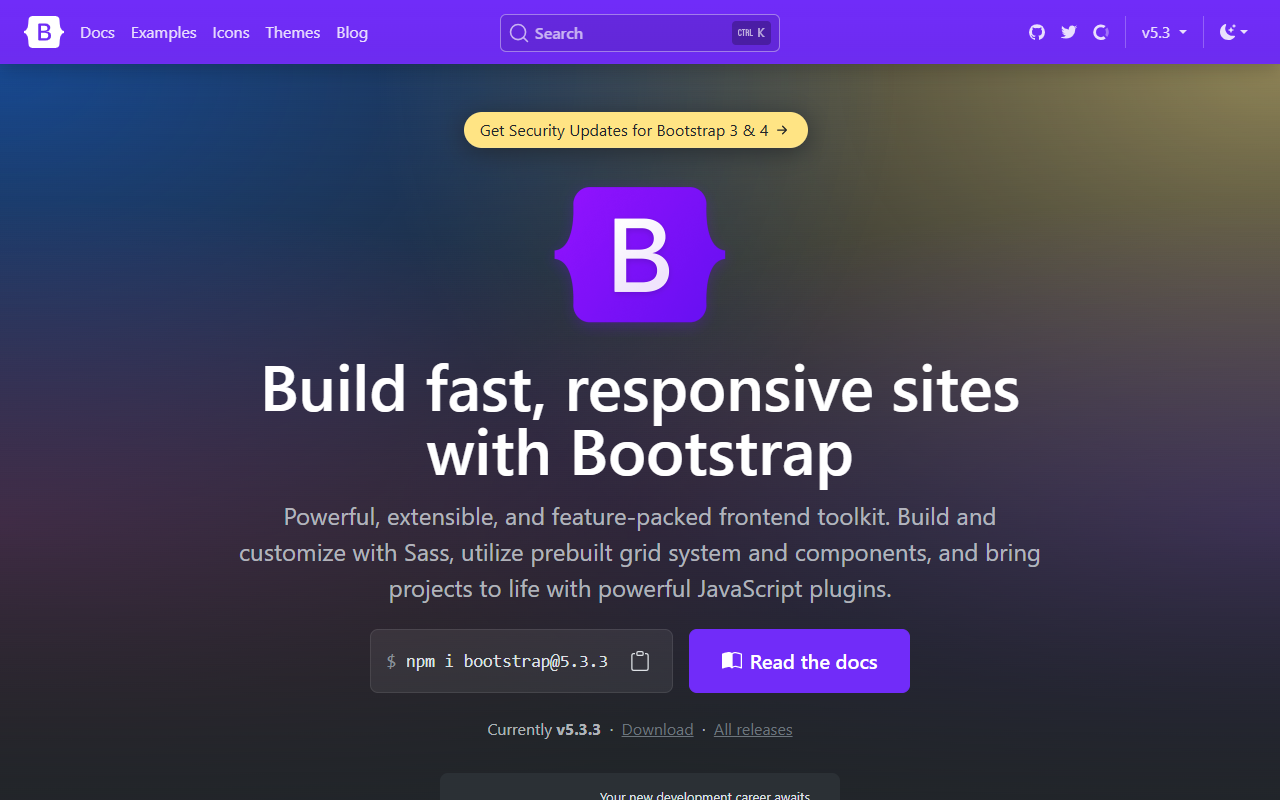 B Docs Examples Icons Themes Blog Search CTRL K v5.3
Get Security Updates for Bootstrap 3 & 4 →
B
Build fast, responsive sites
with Bootstrap
Powerful, extensible, and feature-packed frontend toolkit. Build and
customize with Sass, utilize prebuilt grid system and components, and bring
projects to life with powerful JavaScript plugins.
$ npm i bootstrap@5.3.3 Read the docs
Currently v5.3.3 · Download · All releases
Your new development career awaits.